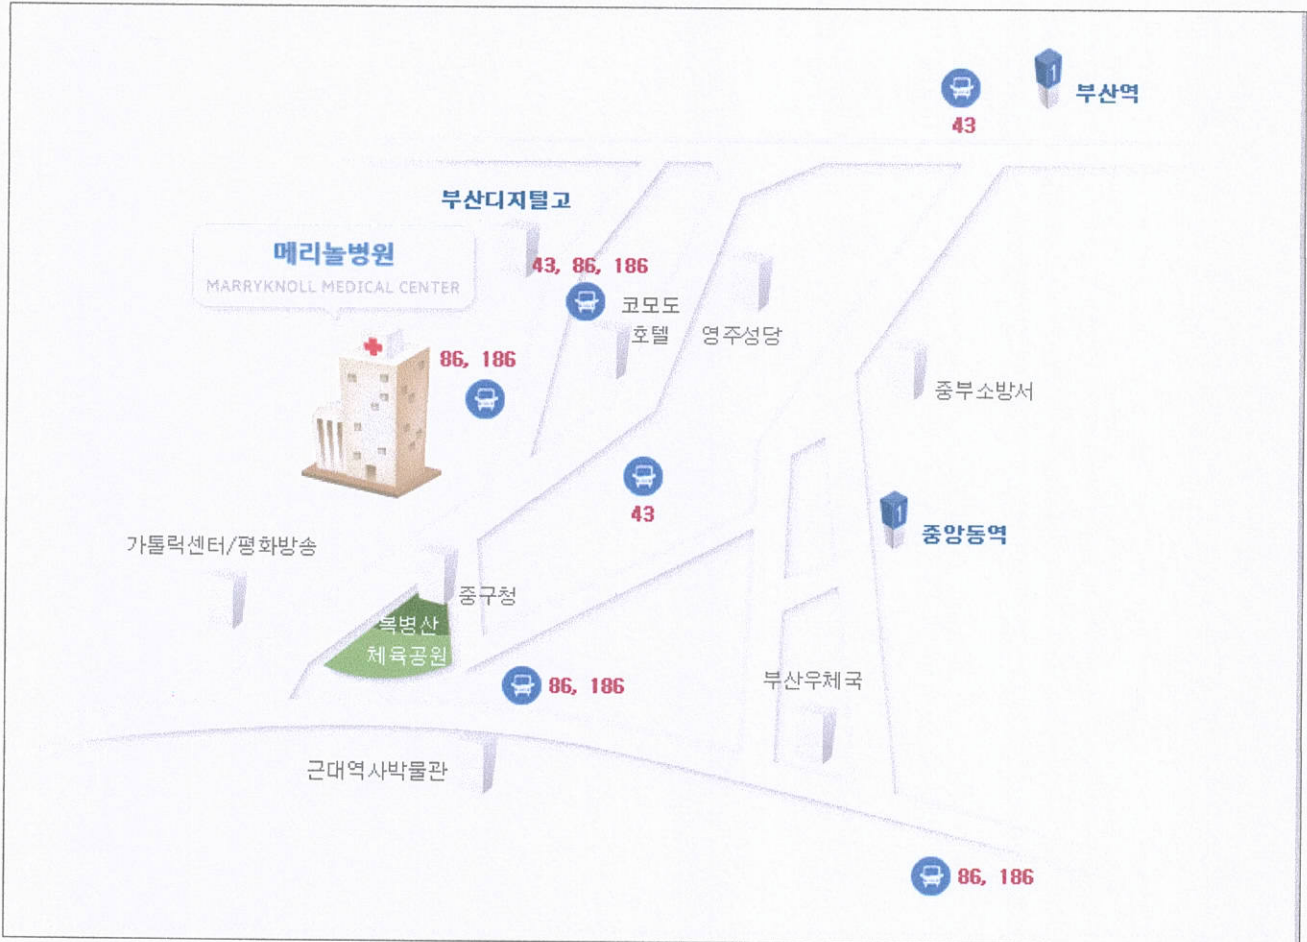 1
부산역
43
부산디지털고
메리놀병원
MARRYKNOLL MEDICAL CENTER
43, 86, 186
코모도
호텔
영주성당
86, 186
중부소방서
43
1
중앙동역
가톨릭센터/평화방송
중구청
복병산
체육공원
86, 186
부산우체국
근대역사박물관
86, 186